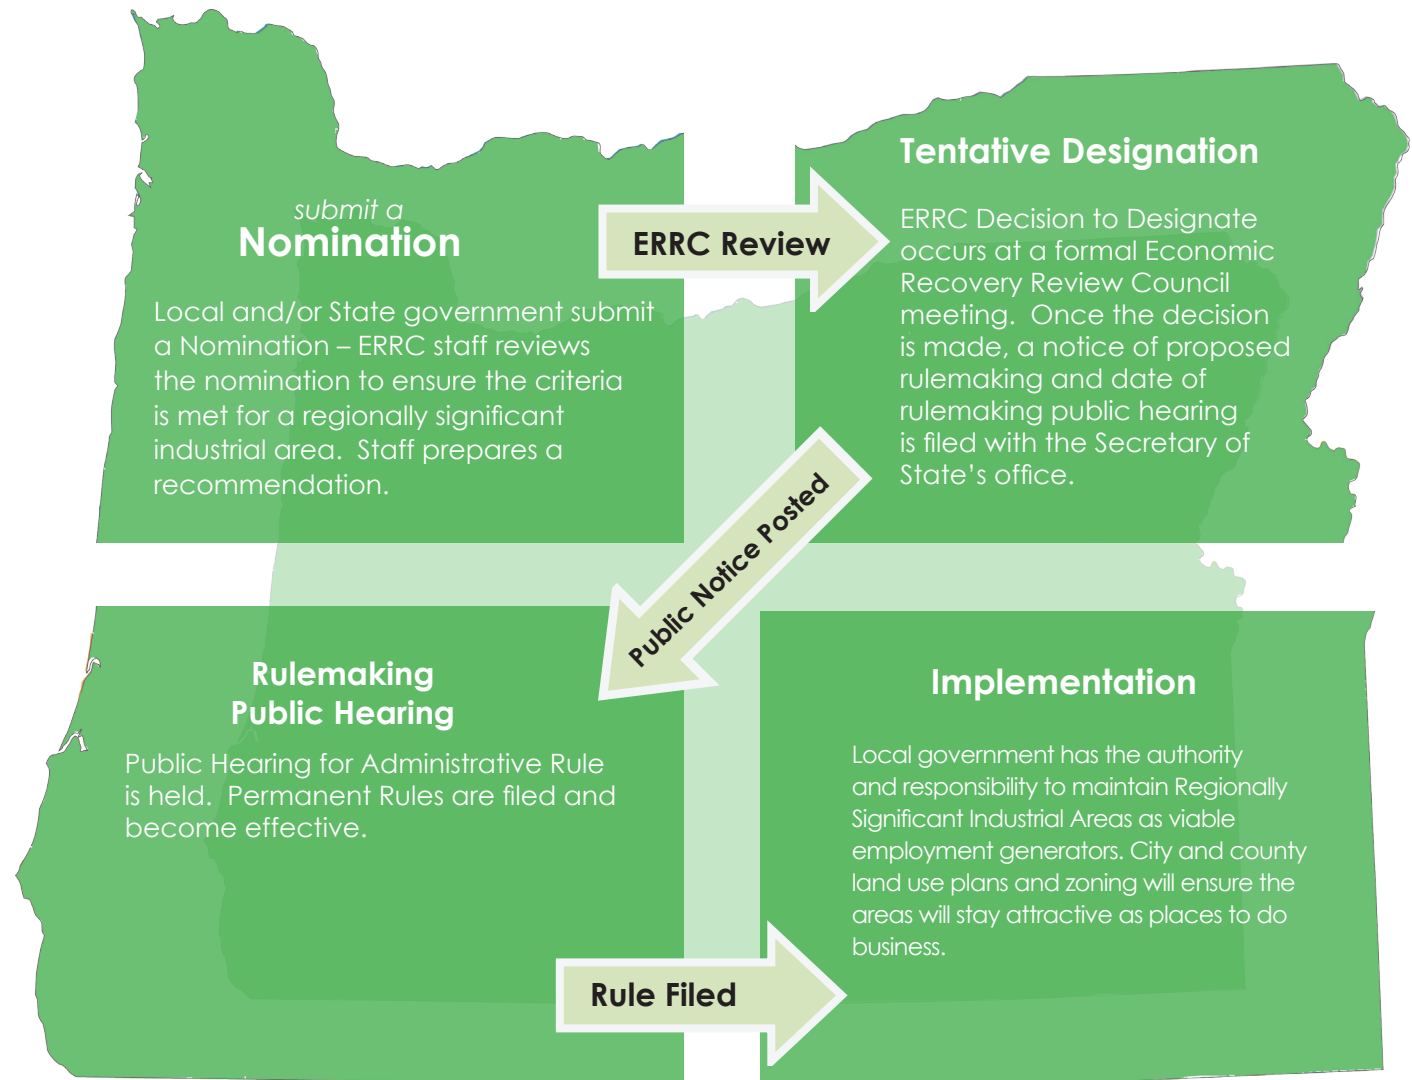 submit a
Nomination
Local and/or State government submit
a Nomination – ERRC staff reviews
the nomination to ensure the criteria
is met for a regionally significant
industrial area.  Staff prepares a
recommendation.
ERRC Review
Tentative Designation
ERRC Decision to Designate
occurs at a formal Economic
Recovery Review Council
meeting.  Once the decision
is made, a notice of proposed
rulemaking and date of
rulemaking public hearing
is filed with the Secretary of
State’s office.
Public Notice Posted
Rulemaking
Public Hearing
Public Hearing for Administrative Rule
is held.  Permanent Rules are filed and
become effective.
Rule Filed
Implementation
Local government has the authority
and responsibility to maintain Regionally
Significant Industrial Areas as viable
employment generators. City and county
land use plans and zoning will ensure the
areas will stay attractive as places to do
business.